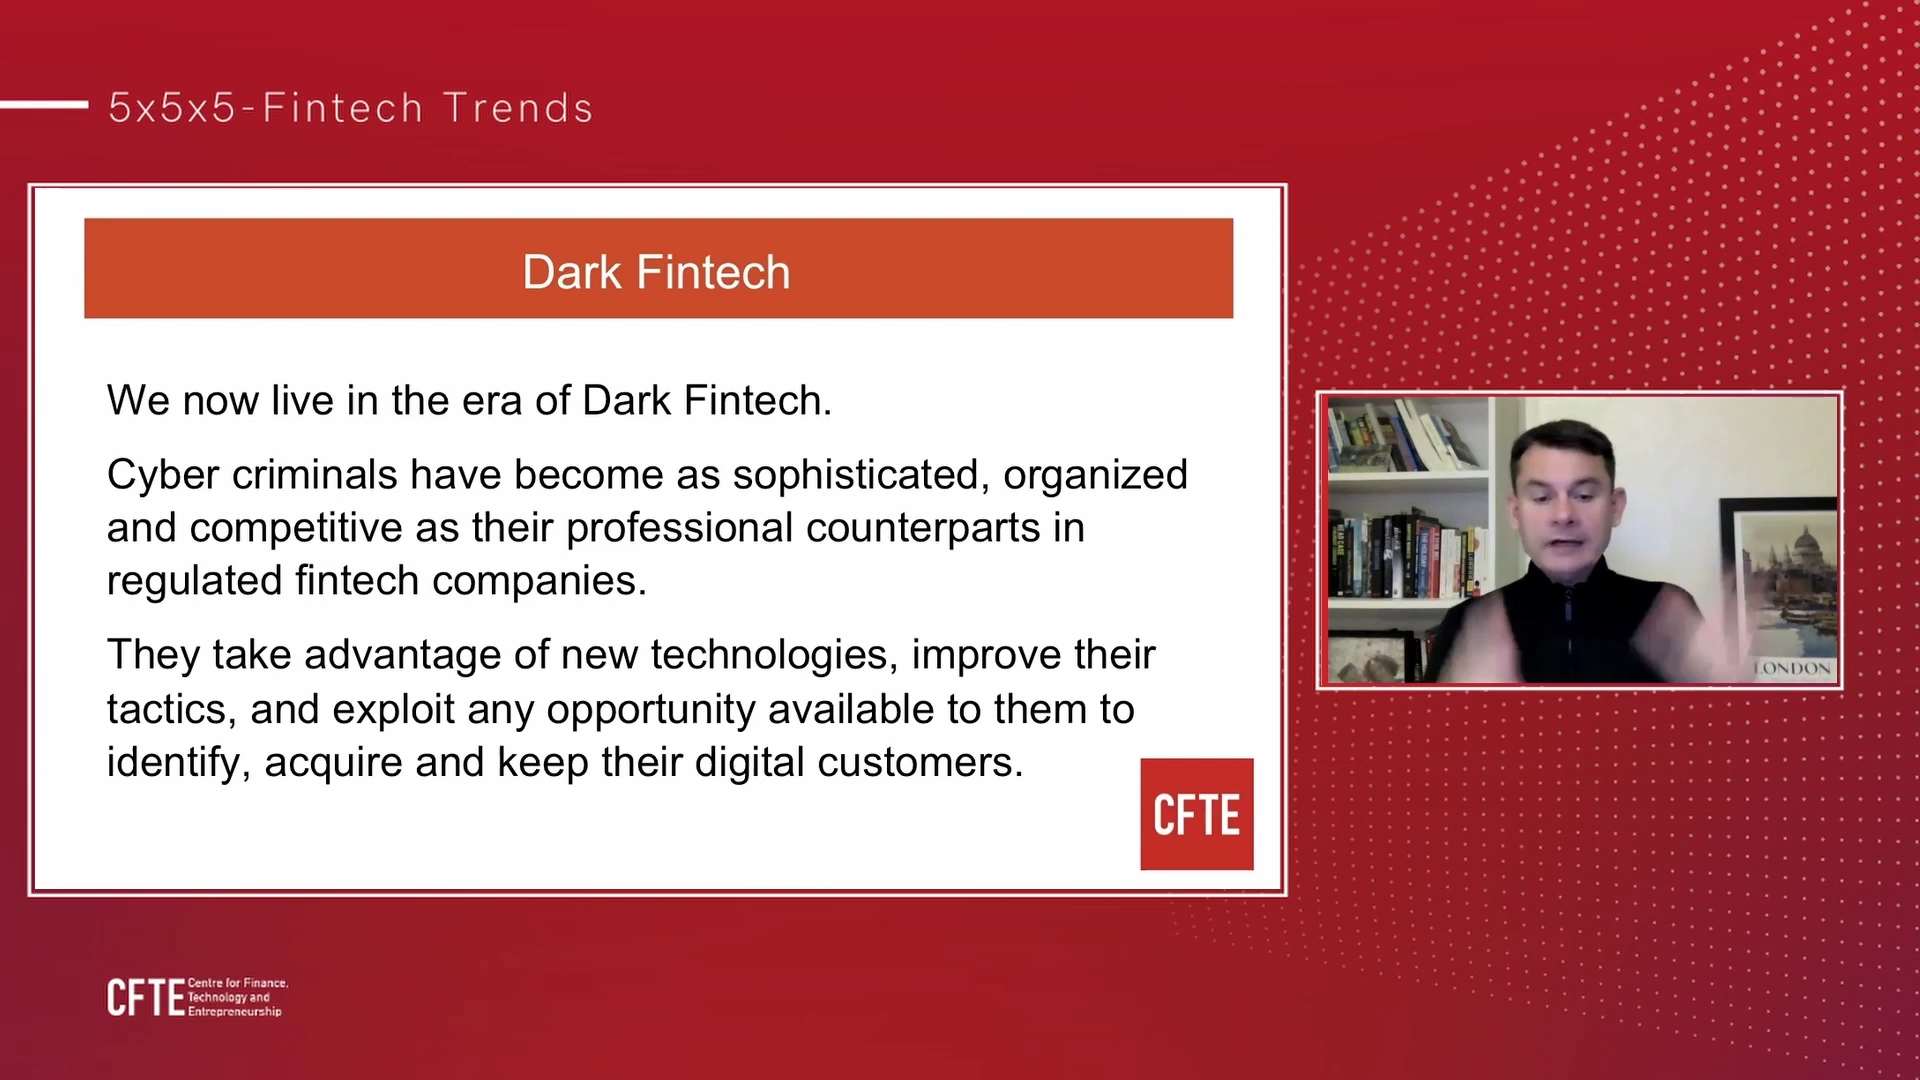 5x5x5-Fintech Trends
Dark Fintech
We now live in the era of Dark Fintech.
Cyber criminals have become as sophisticated, organized
and competitive as their professional counterparts in
regulated fintech companies.
They take advantage of new technologies, improve their
tactics, and exploit any opportunity available to them to
identify, acquire and keep their digital customers.
CFTE
LONDON
CFTE
Centre for Finance,
Technology and
Entrepreneurship